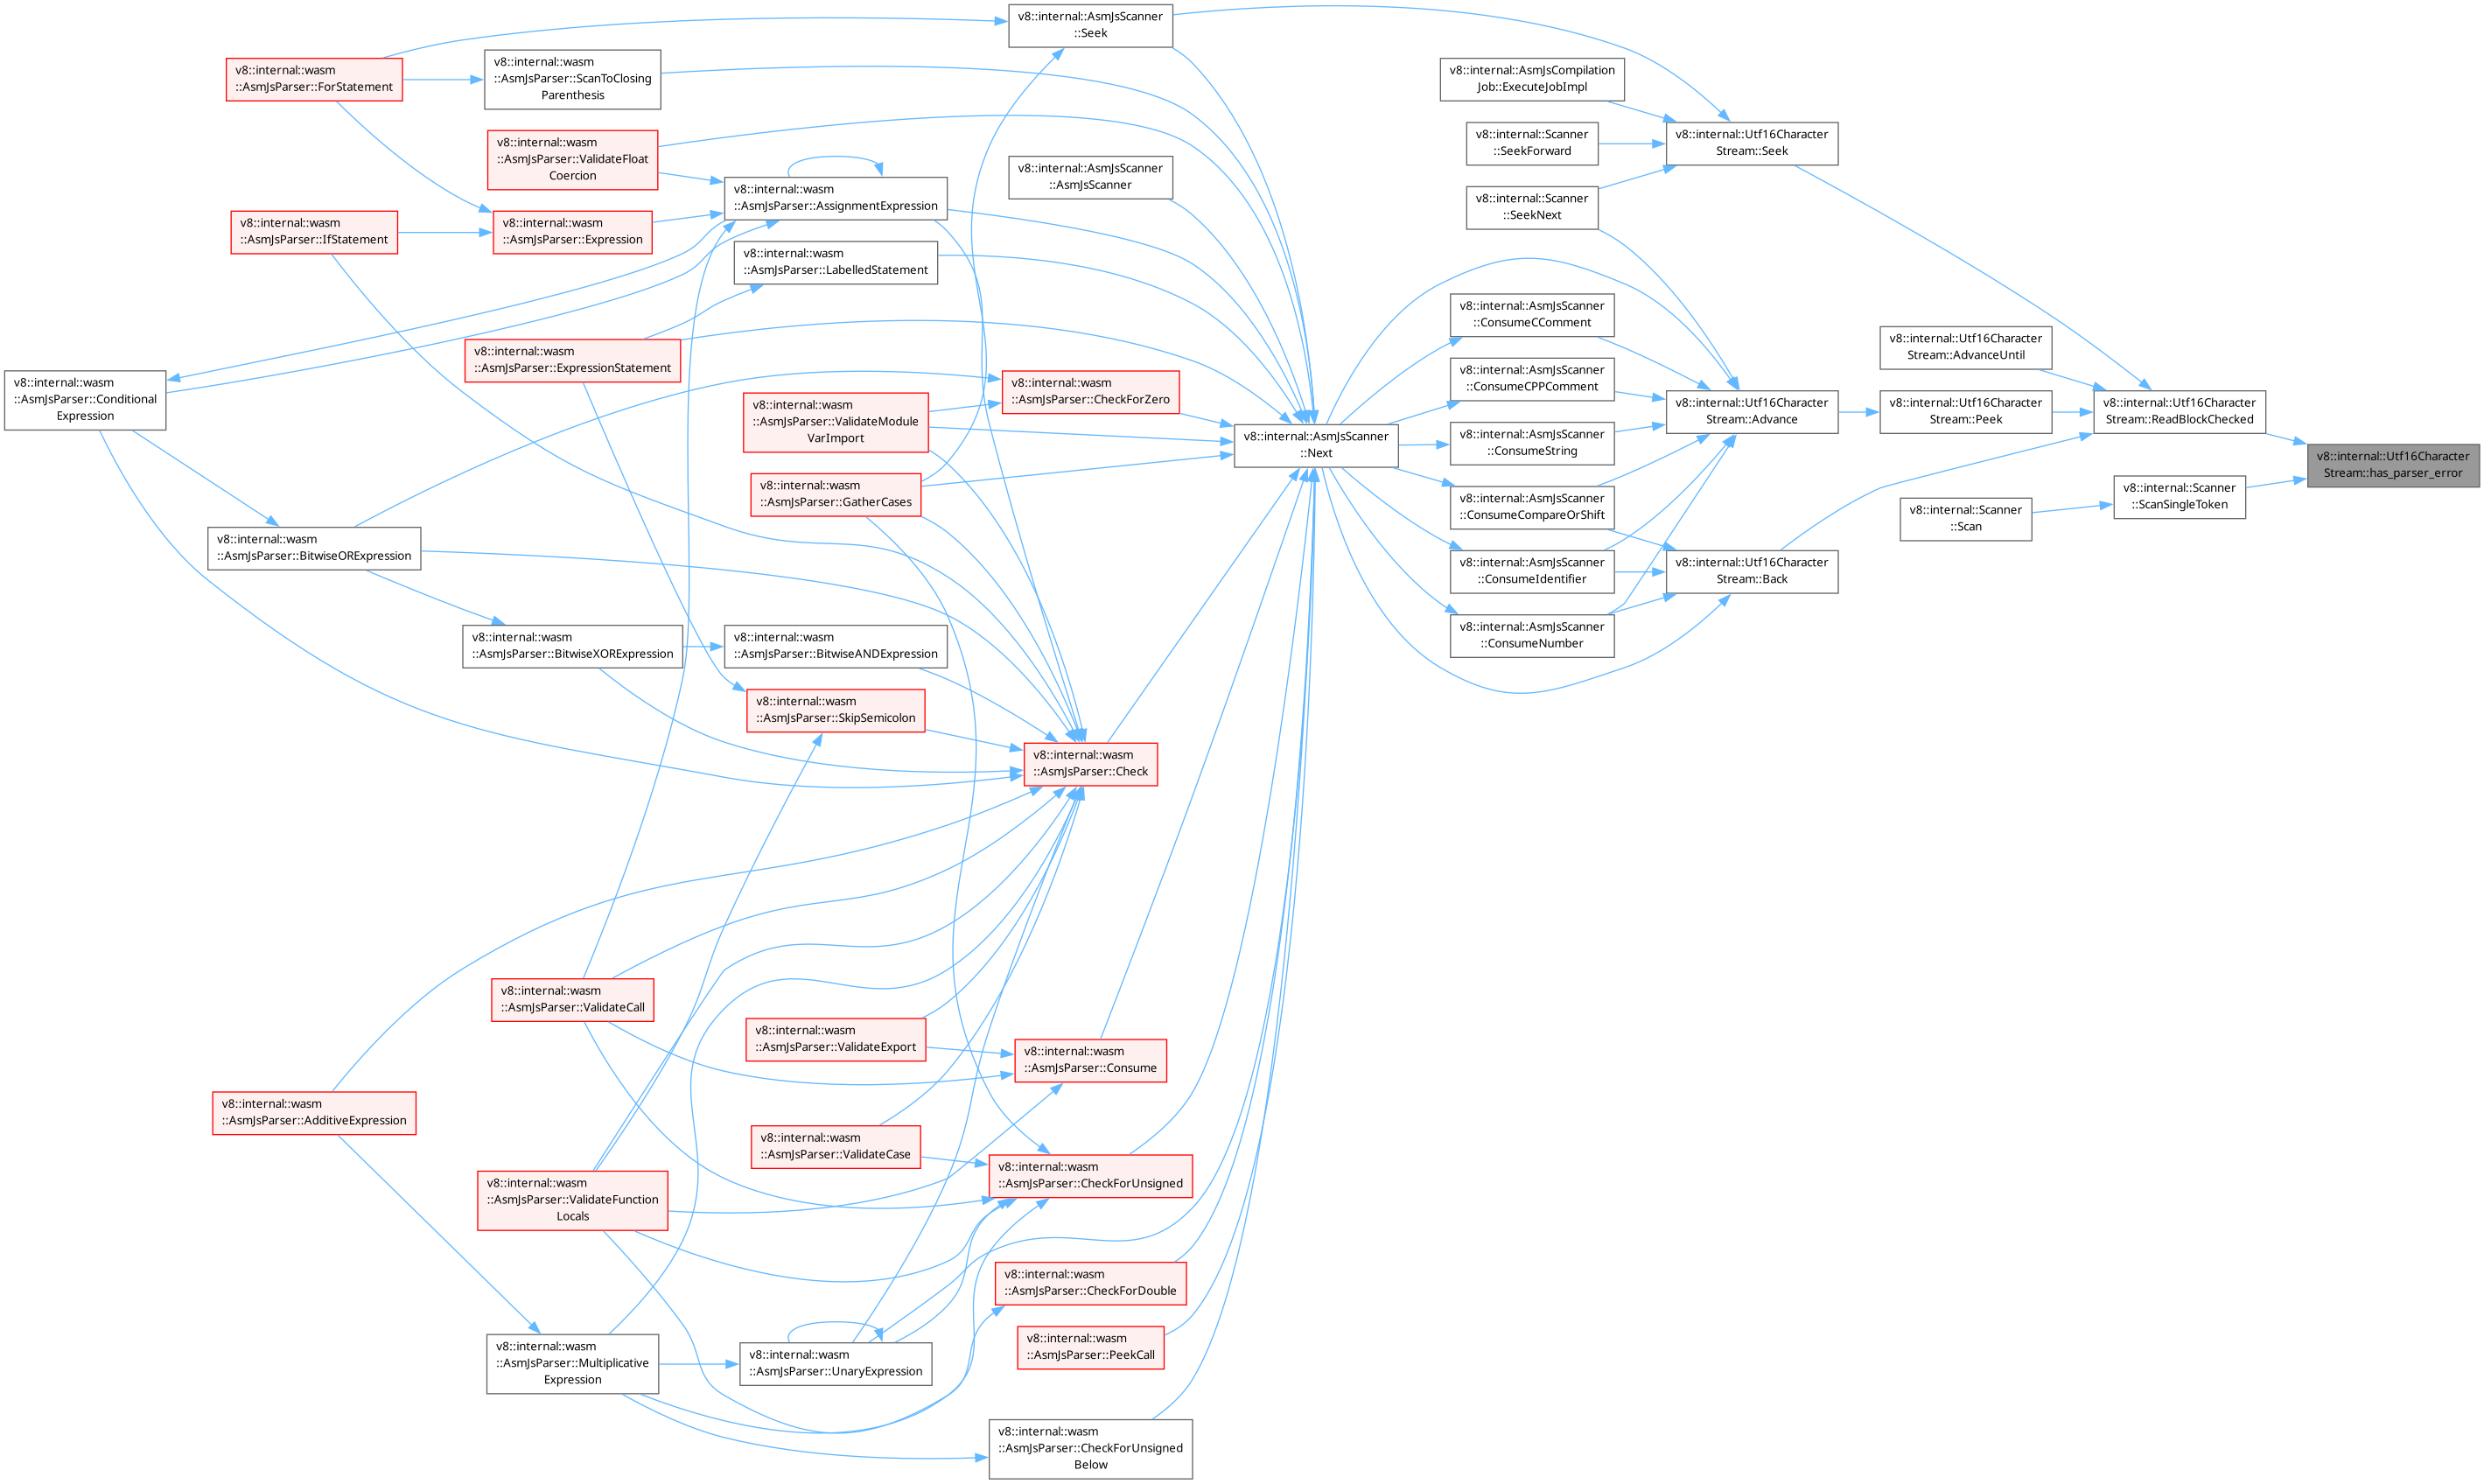 v8::internal::AsmJsScanner
::Seek
v8::internal::wasm
::AsmJsParser::ForStatement
v8::internal::wasm
::AsmJsParser::ScanToClosing
Parenthesis
v8::internal::AsmJsCompilation
Job::ExecuteJobImpl
v8::internal::Scanner
::SeekForward
v8::internal::Utf16Character
Stream::Seek
v8::internal::wasm
::AsmJsParser::ValidateFloat
Coercion
v8::internal::wasm
::AsmJsParser::AssignmentExpression
v8::internal::AsmJsScanner
::AsmJsScanner
v8::internal::Scanner
::SeekNext
v8::internal::wasm
::AsmJsParser::IfStatement
v8::internal::wasm
::AsmJsParser::Expression
v8::internal::wasm
::AsmJsParser::LabelledStatement
v8::internal::AsmJsScanner
::ConsumeCComment
v8::internal::Utf16Character
Stream::AdvanceUntil
v8::internal::wasm
::AsmJsParser::ExpressionStatement
v8::internal::wasm
::AsmJsParser::Conditional
Expression
v8::internal::wasm
::AsmJsParser::ValidateModule
VarImport
v8::internal::wasm
::AsmJsParser::CheckForZero
v8::internal::AsmJsScanner
::ConsumeCPPComment
v8::internal::Utf16Character
Stream::Advance
v8::internal::Utf16Character
Stream::Peek
v8::internal::Utf16Character
Stream::ReadBlockChecked
v8::internal::AsmJsScanner
::Next
v8::internal::AsmJsScanner
::ConsumeString
v8::internal::Utf16Character
Stream::has_parser_error
v8::internal::wasm
::AsmJsParser::GatherCases
v8::internal::AsmJsScanner
::ConsumeCompareOrShift
v8::internal::Scanner
::Scan
v8::internal::Scanner
::ScanSingleToken
v8::internal::wasm
::AsmJsParser::BitwiseORExpression
v8::internal::AsmJsScanner
::ConsumeIdentifier
v8::internal::Utf16Character
Stream::Back
v8::internal::wasm
::AsmJsParser::BitwiseXORExpression
v8::internal::wasm
::AsmJsParser::BitwiseANDExpression
v8::internal::AsmJsScanner
::ConsumeNumber
v8::internal::wasm
::AsmJsParser::SkipSemicolon
v8::internal::wasm
::AsmJsParser::Check
v8::internal::wasm
::AsmJsParser::ValidateCall
v8::internal::wasm
::AsmJsParser::ValidateExport
v8::internal::wasm
::AsmJsParser::Consume
v8::internal::wasm
::AsmJsParser::AdditiveExpression
v8::internal::wasm
::AsmJsParser::ValidateCase
v8::internal::wasm
::AsmJsParser::CheckForUnsigned
v8::internal::wasm
::AsmJsParser::ValidateFunction
Locals
v8::internal::wasm
::AsmJsParser::CheckForDouble
v8::internal::wasm
::AsmJsParser::PeekCall
v8::internal::wasm
::AsmJsParser::Multiplicative
Expression
v8::internal::wasm
::AsmJsParser::UnaryExpression
v8::internal::wasm
::AsmJsParser::CheckForUnsigned
Below